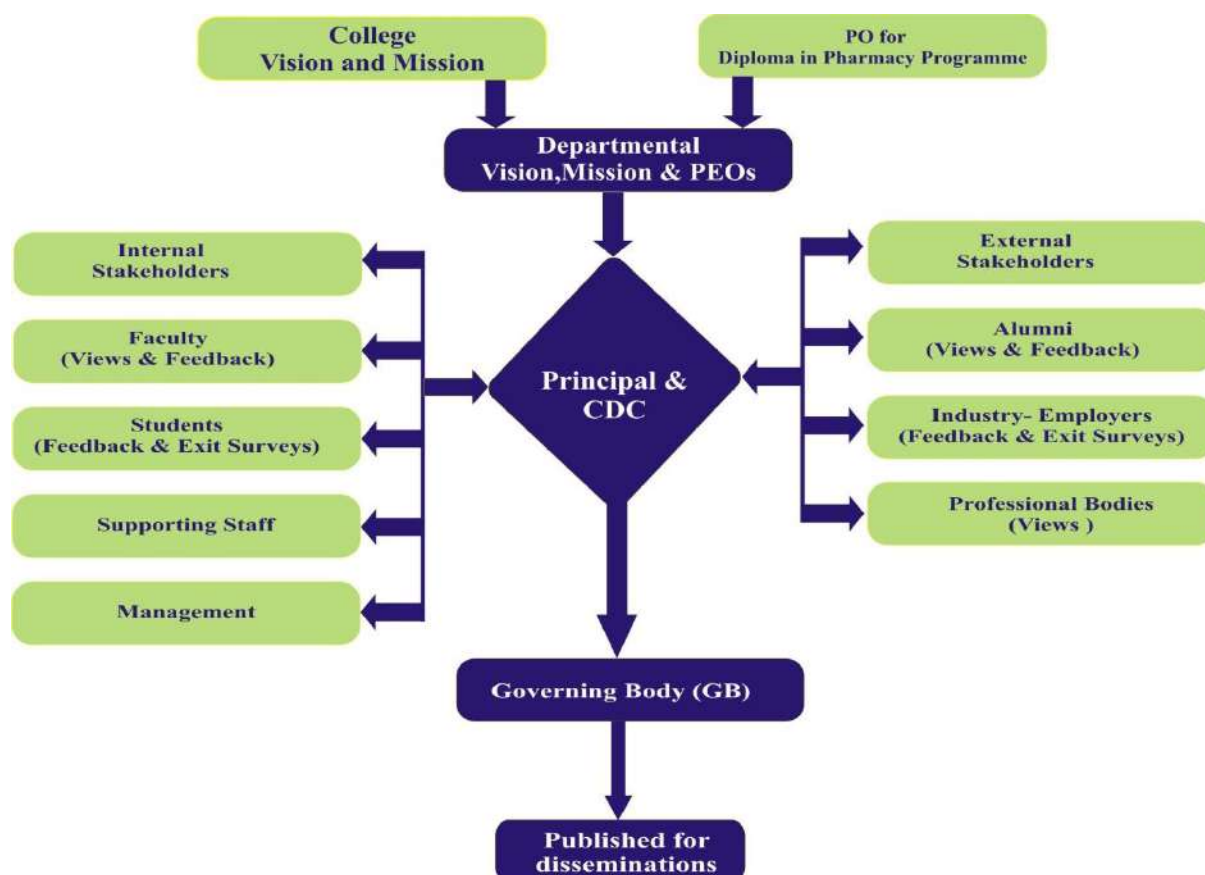 College
Vision and Mission
PO for
Diploma in Pharmacy Programme
Departmental
Vision,Mission & PEOs
Internal
Stakeholders
Faculty
(Views & Feedback)
Students
(Feedback & Exit Surveys)
Supporting Staff
Management
Principal &
CDC
External
Stakeholders
Alumni
(Views & Feedback)
Industry- Employers
(Feedback & Exit Surveys)
Professional Bodies
(Views )
Governing Body (GB)
Published for
disseminations